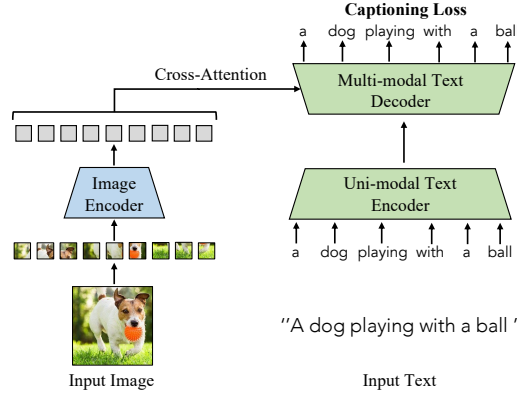 Captioning Loss
a dog playing with a bal
Cross-Attention
Multi-modal Text
Decoder
Image
Encoder
Uni-modal Text
Encoder
a dog playing with a ball
"A dog playing with a ball '
Input Image
Input Text